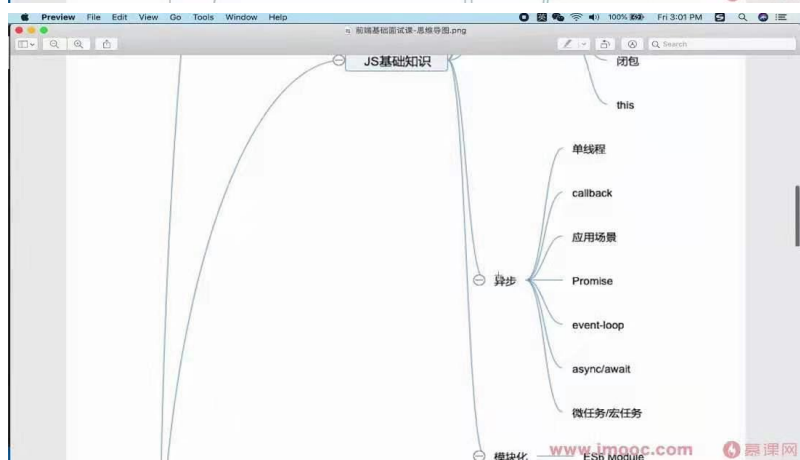 Preview File Edit View Go Tools Window Help 100% Fri 3:01 PM
前端基础面试课-思维导图.png
Search
JS基础知识
闭包
this
单线程
callback
应用场景
异步
Promise
event-loop
async/await
微任务/宏任务
模块化
ES6 Module
www.imooc.com
慕课网